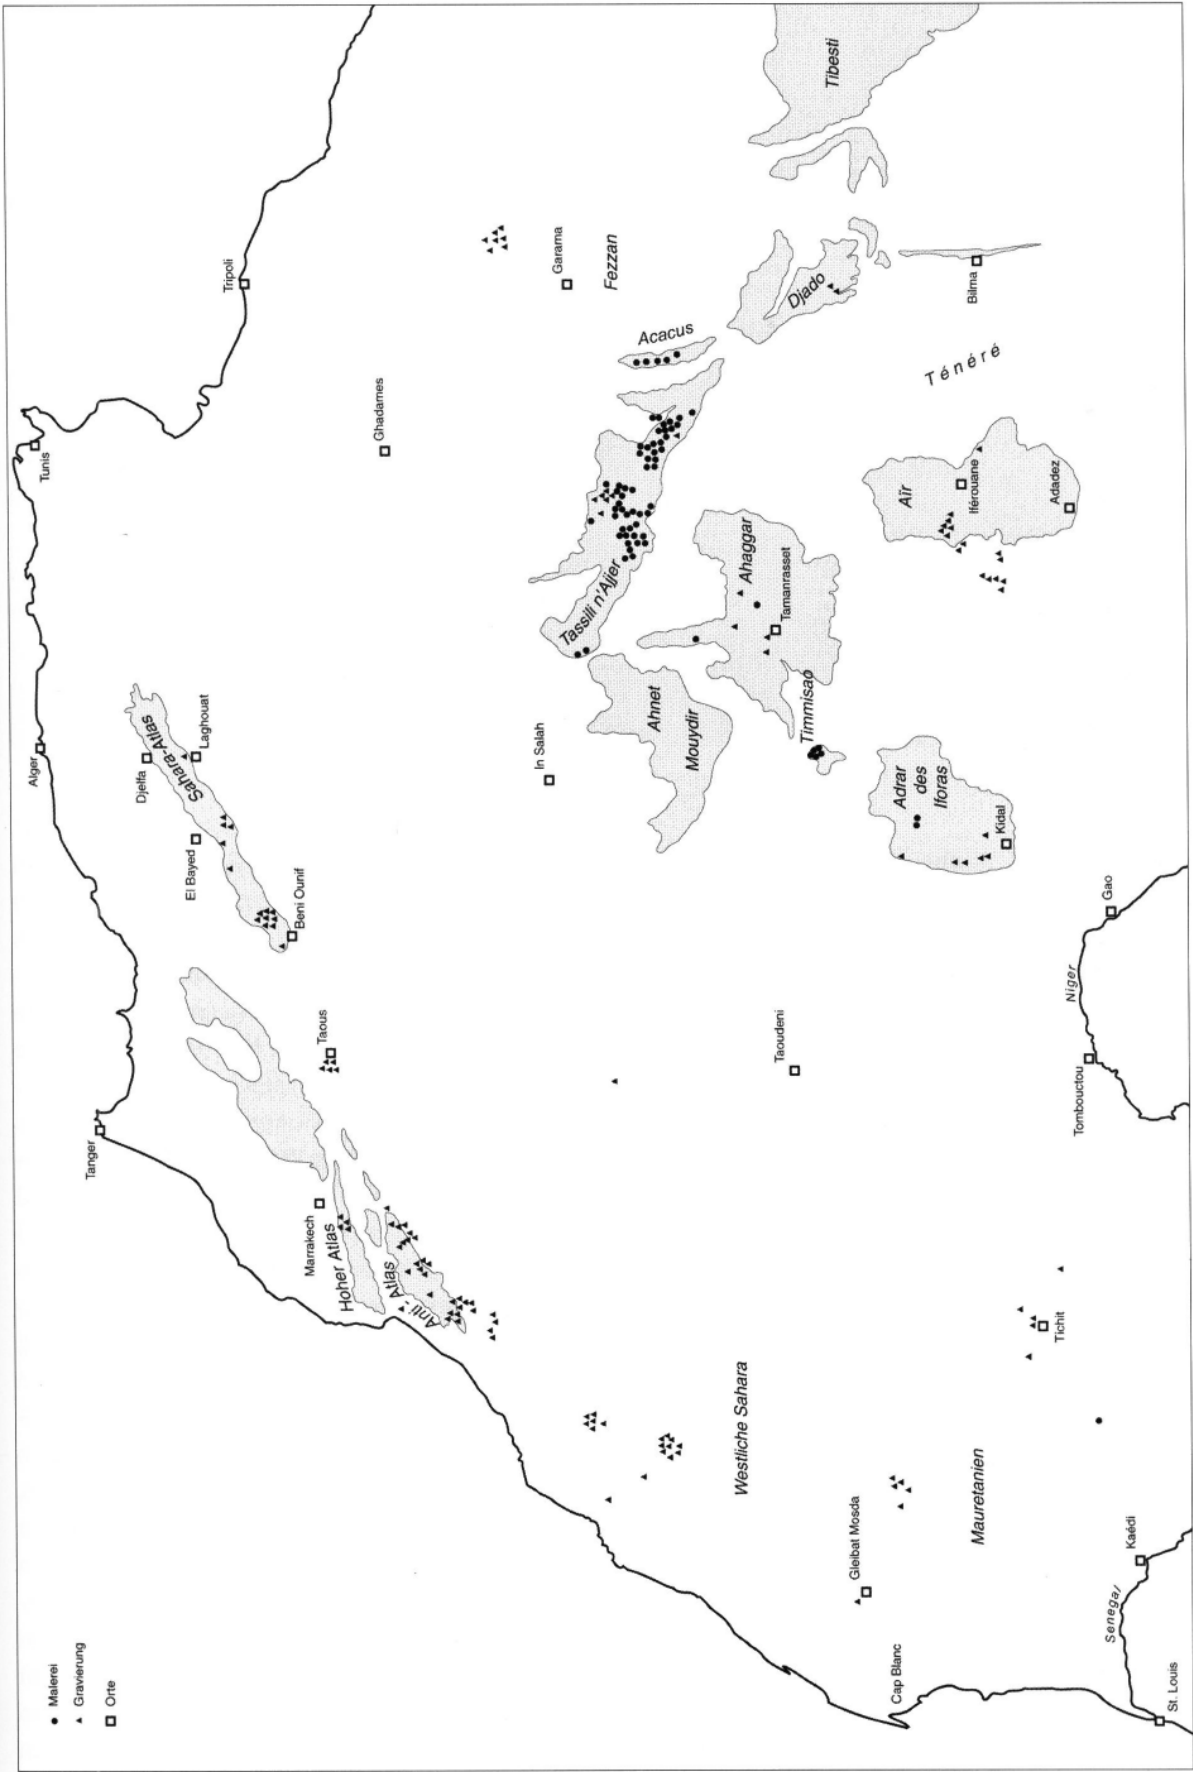 Malerei
Gravierung
Orte
Tanger
Alger
Tunis
Tripoli
Djelfa
Sahara-Atlas
Laghouat
El Bayed
Beni Ounif
Taous
Marrakech
Hoher Atlas
Anti-Atlas
Ghadames
Garama
Fezzan
Acacus
In Salah
Tassili n'Ajjer
Ahnet
Mouydir
Ahaggar
Tamanrasset
Timmisao
Djado
Tibesti
Bilma
Ténéré
Aïr
Iférouane
Adadez
Adrar
des
Iforas
Kidal
Gao
Niger
Tombouctou
Taoudeni
Westliche Sahara
Tichit
Mauretanien
Gleibat Mosda
Cap Blanc
Kaédi
Senegal
St. Louis